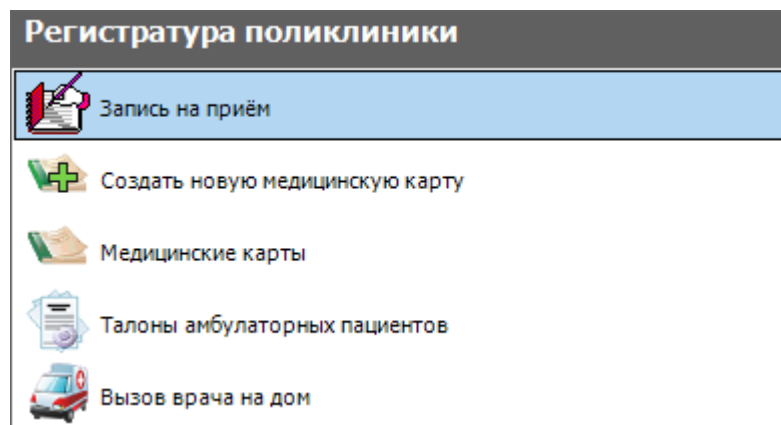 Регистратура поликлиники
Запись на приём
Создать новую медицинскую карту
Медицинские карты
Талоны амбулаторных пациентов
Вызов врача на дом